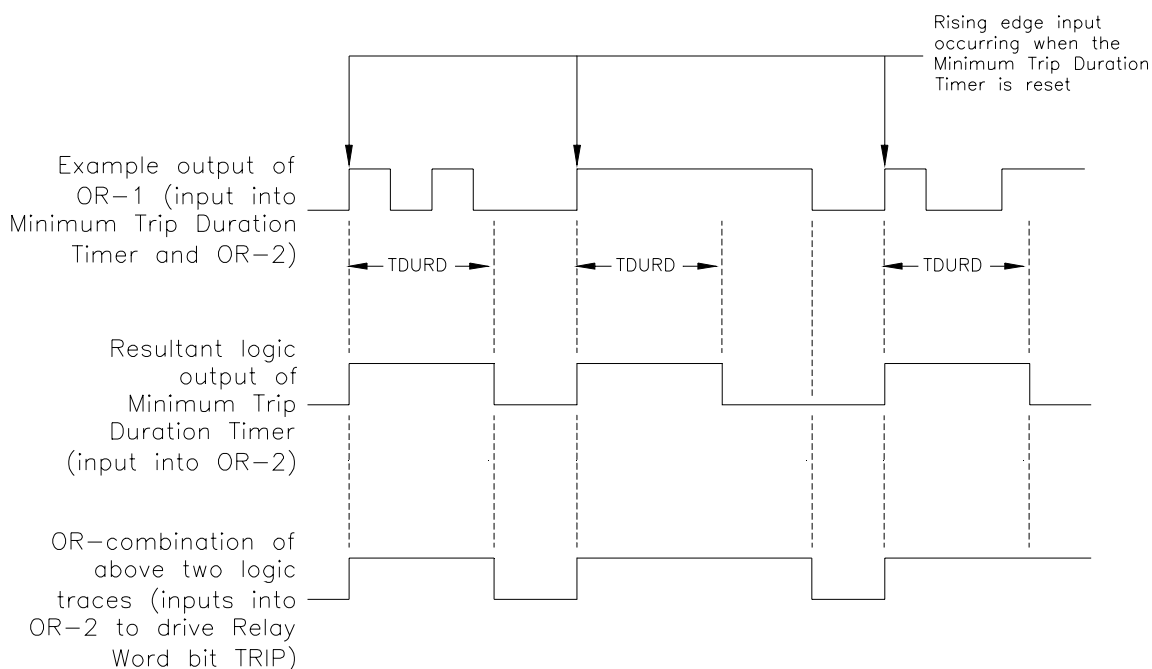 Rising edge input
occurring when the
Minimum Trip Duration
Timer is reset
Example output of
OR-1 (input into
Minimum Trip Duration
Timer and OR-2)
TDURD
TDURD
TDURD
Resultant logic
output of
Minimum Trip
Duration Timer
(input into OR-2)
OR-combination of
above two logic
traces (inputs into
OR-2 to drive Relay
Word bit TRIP)